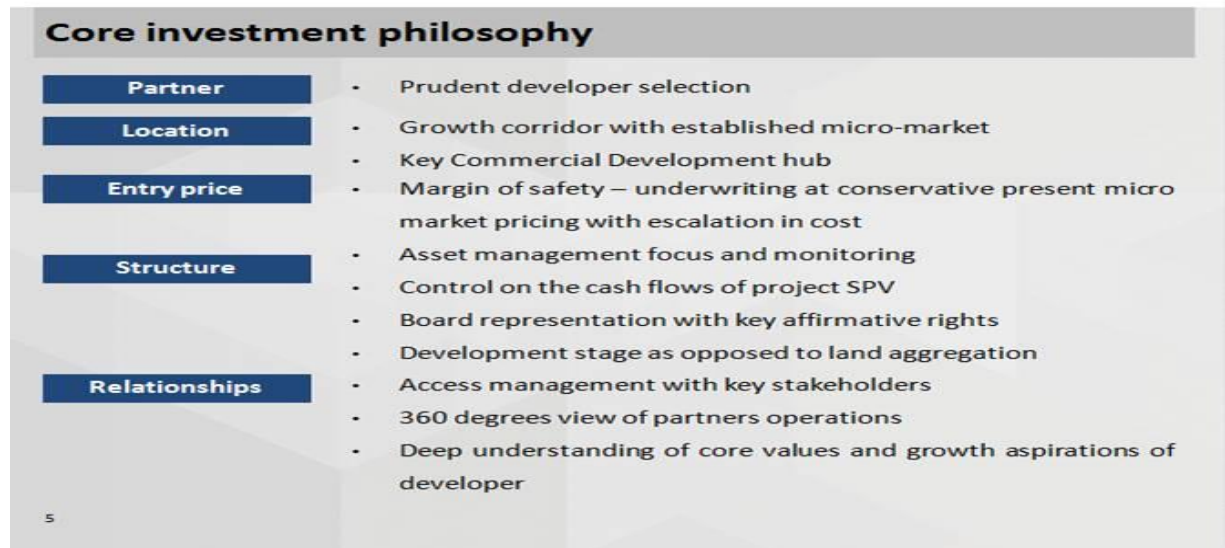 Core investment philosophy
Partner
• Prudent developer selection
Location
• Growth corridor with established micro-market
• Key Commercial Development hub
Entry price
• Margin of safety – underwriting at conservative present micro
market pricing with escalation in cost
Structure
• Asset management focus and monitoring
• Control on the cash flows of project SPV
• Board representation with key affirmative rights
• Development stage as opposed to land aggregation
Relationships
• Access management with key stakeholders
• 360 degrees view of partners operations
• Deep understanding of core values and growth aspirations of
developer
5